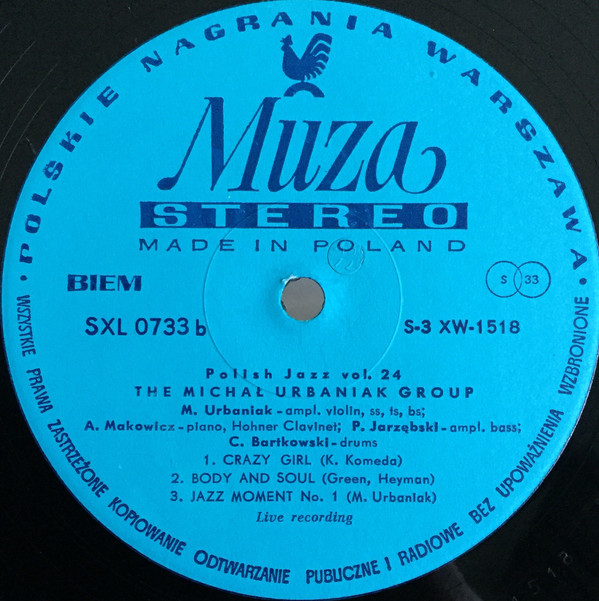 • POLSKIE NAGRANIA WARSZAWA •
Muza
STEREO
MADE IN POLAND
BIEM
S 33
SXL 0733 b
S-3 XW-1518
Polish Jazz vol. 24
THE MICHAŁ URBANIAK GROUP
M. Urbaniak - ampl. violin, ss, ts, bs;
A. Makowicz - piano, Hohner Clavinet; P. Jarzębski - ampl. bass;
C. Bartkowski - drums
1. CRAZY GIRL (K. Komeda)
2. BODY AND SOUL (Green, Heyman)
3. JAZZ MOMENT No. 1 (M. Urbaniak)
Live recording
WSZYSTKIE PRAWA ZASTRZEŻONE KOPIOWANIE ODTWARZANIE PUBLICZNE I RADIOWE BEZ UPOWAŻNIENIA WZBRONIONE